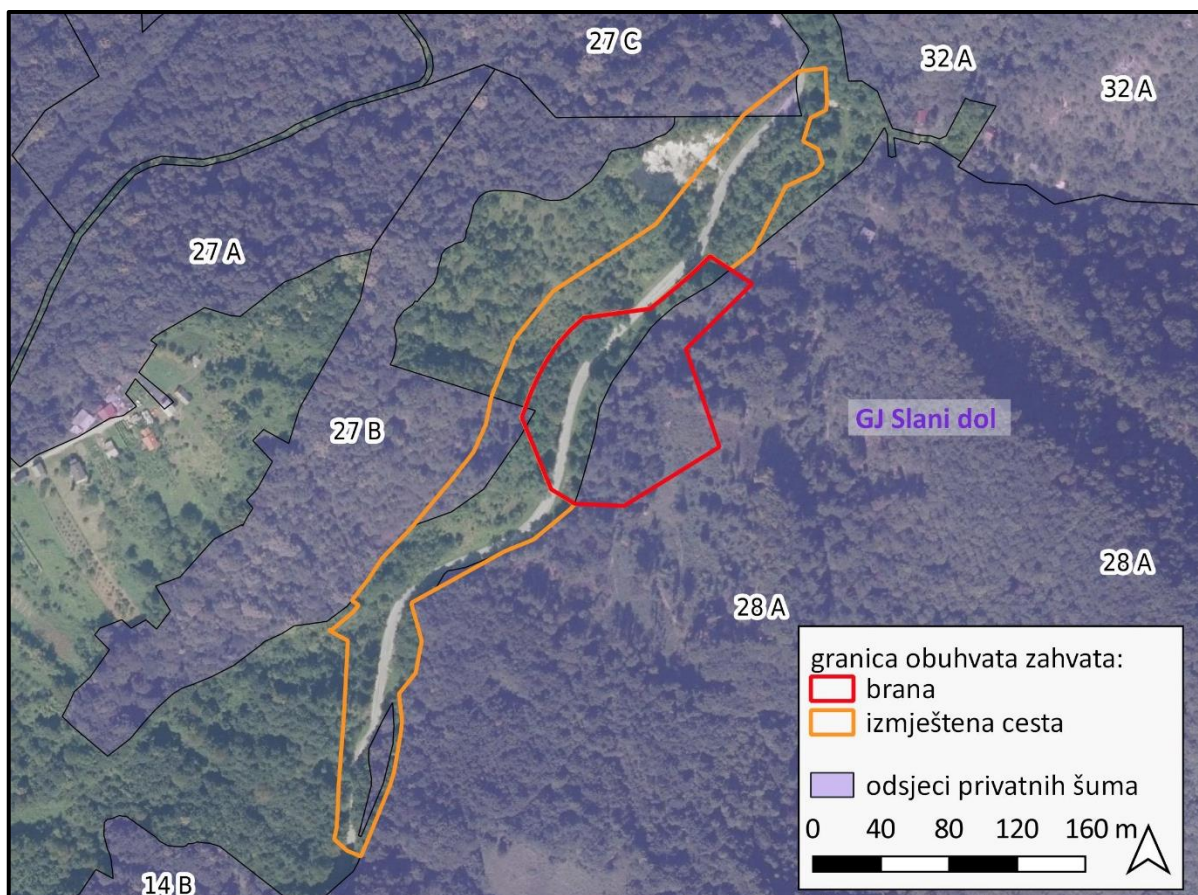 27 C
32 A
32 A
27 A
27 B
GJ Slani dol
28 A
28 A
14 B
granica obuhvata zahvata:
brana
izmještena cesta
odsjeci privatnih šuma
0 40 80 120 160 m